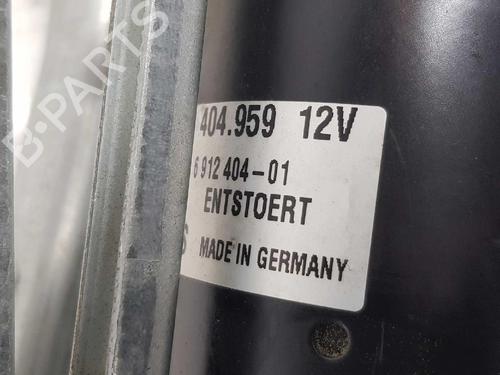 404.959 12V
6 912 404-01
ENTSTOERT
S MADE IN GERMANY
B-PARTS